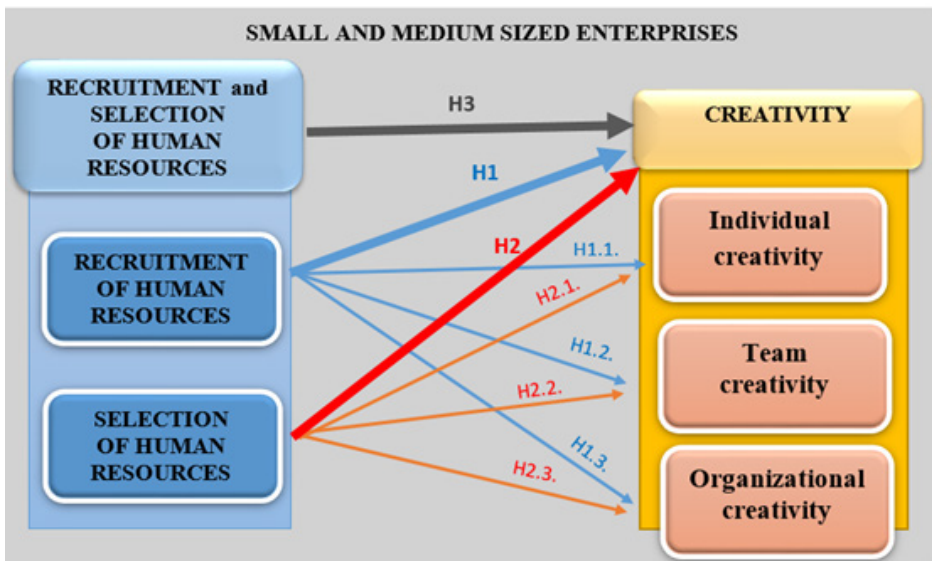 SMALL AND MEDIUM SIZED ENTERPRISES
RECRUITMENT and
SELECTION
OF HUMAN
RESOURCES
H3
CREATIVITY
H1
H2
RECRUITMENT
OF HUMAN
RESOURCES
H1.1.
H2.1.
Individual
creativity
H1.2.
Team
creativity
SELECTION
OF HUMAN
RESOURCES
H2.2.
H1.3.
H2.3.
Organizational
creativity